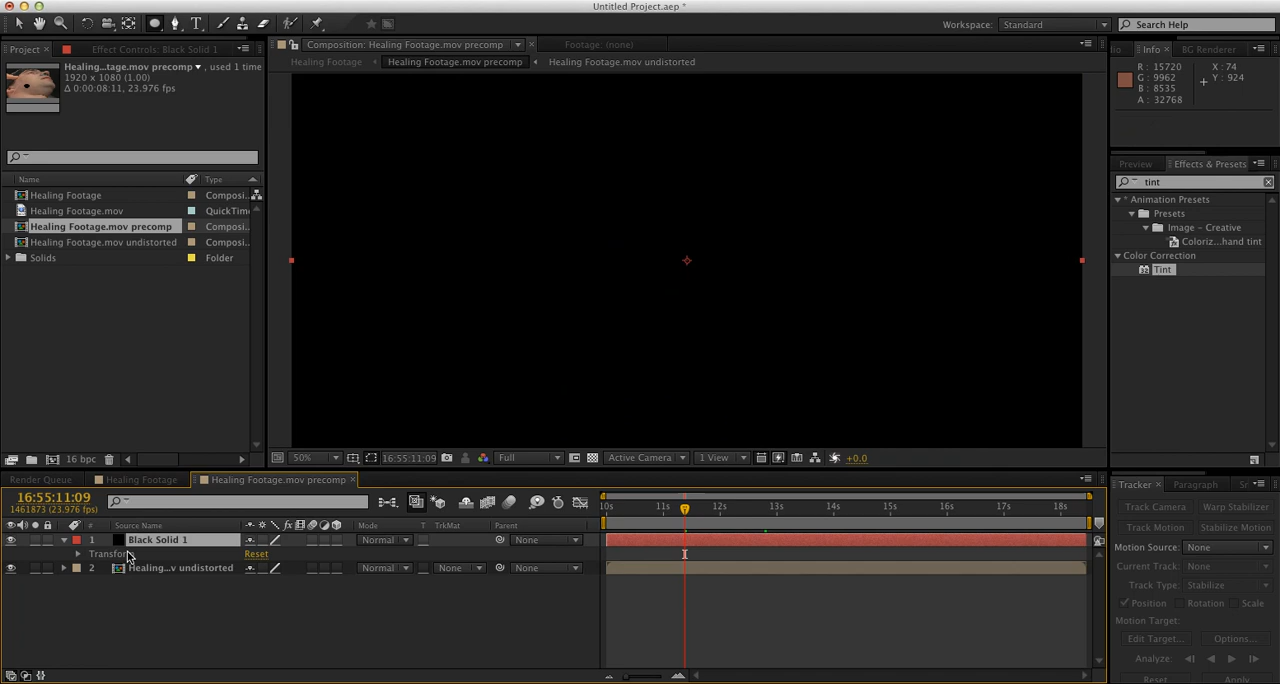 Untitled Project.aep *
Workspace: Standard
Search Help
Project × Effect Controls: Black Solid 1
Healing...tage.mov precomp ▾ , used 1 time
1920 x 1080 (1.00)
Δ 0:00:08:11, 23.976 fps
Name Type
Healing Footage Composi...
Healing Footage.mov QuickTim
Healing Footage.mov precomp Composi...
Healing Footage.mov undistorted Composi...
Solids Folder
16 bpc
Composition: Healing Footage.mov precomp
Footage: (none)
Healing Footage Healing Footage.mov precomp Healing Footage.mov undistorted
50% 16:55:11:09 Full Active Camera 1 View +0.0
Info × BG Renderer
R : 15720
G : 9962
B : 8535
A : 32768
X : 74
Y : 924
Preview Effects & Presets
tint
* Animation Presets
Presets
Image – Creative
Coloriz...hand tint
Color Correction
Tint
Render Queue Healing Footage Healing Footage.mov precomp ×
16:55:11:09
1461873 (23.976 fps)
# Source Name Mode T TrkMat Parent
1 Black Solid 1 Normal None
Transform Reset
2 Healing...v undistorted Normal None None
10s 11s 12s 13s 14s 15s 16s 17s 18s
Tracker × Paragraph
Track Camera Warp Stabilizer
Track Motion Stabilize Motion
Motion Source: None
Current Track: None
Track Type: Stabilize
Position Rotation Scale
Motion Target:
Edit Target... Options...
Analyze:
Reset Apply